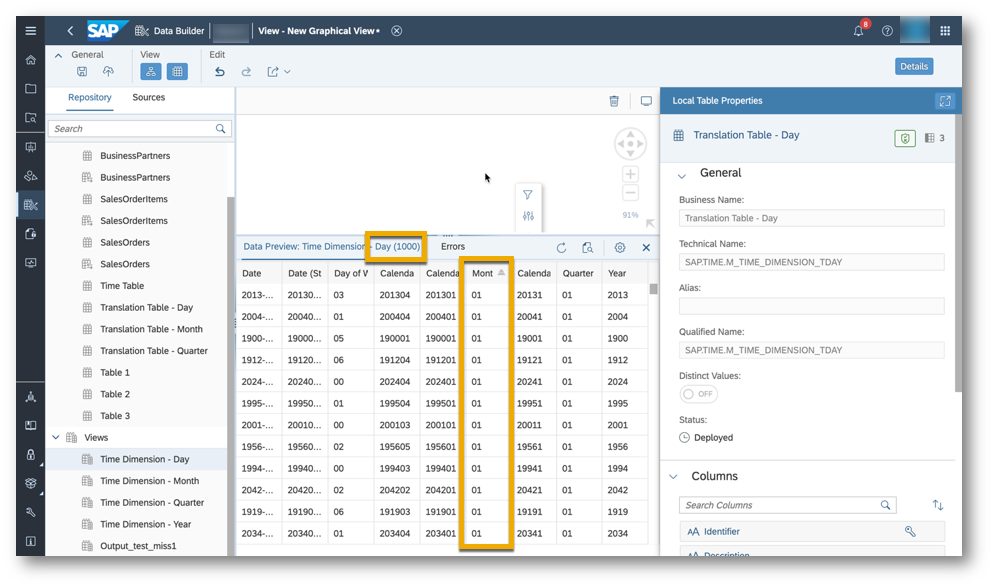 SAP Data Builder View - New Graphical View* 8
General View Edit
Details
Repository Sources
Search
BusinessPartners
BusinessPartners
SalesOrderItems
SalesOrderItems
SalesOrders
SalesOrders
Time Table
Translation Table - Day
Translation Table - Month
Translation Table - Quarter
Table 1
Table 2
Table 3
Views
Time Dimension - Day
Time Dimension - Month
Time Dimension - Quarter
Time Dimension - Year
Output_test_miss1
91%
Data Preview: Time Dimension - Day (1000) Errors
Date Date (St Day of W Calenda Calenda Mont Calenda Quarter Year
2013-... 20130... 03 201304 201301 01 20131 01 2013
2004-... 20040... 01 200404 200401 01 20041 01 2004
1900-... 19000... 05 190001 190001 01 19001 01 1900
1912-... 19120... 06 191204 191201 01 19121 01 1912
2024-... 20240... 00 202404 202401 01 20241 01 2024
1995-... 19950... 01 199504 199501 01 19951 01 1995
2001-... 20010... 00 200103 200101 01 20011 01 2001
1956-... 19560... 02 195605 195601 01 19561 01 1956
1994-... 19940... 00 199403 199401 01 19941 01 1994
2042-... 20420... 02 204202 204201 01 20421 01 2042
1919-... 19190... 06 191903 191901 01 19191 01 1919
2034-... 20340... 01 203404 203401 01 20341 01 2034
Local Table Properties
Translation Table - Day 3
General
Business Name:
Translation Table - Day
Technical Name:
SAP.TIME.M_TIME_DIMENSION_TDAY
Alias:
Qualified Name:
SAP.TIME.M_TIME_DIMENSION_TDAY
Distinct Values:
OFF
Status:
Deployed
Columns
Search Columns
AA Identifier
AA Description